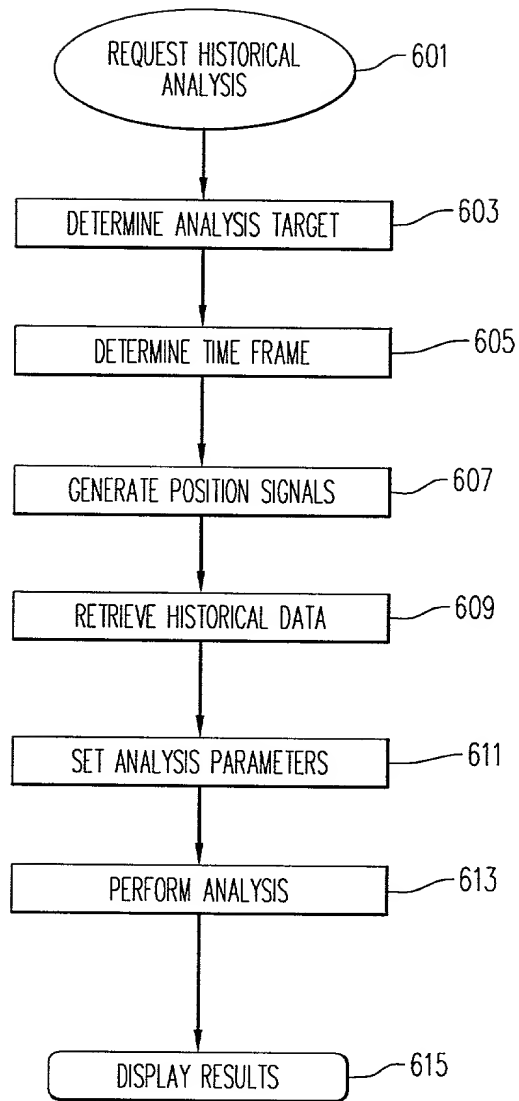 REQUEST HISTORICAL
ANALYSIS
601
DETERMINE ANALYSIS TARGET
603
DETERMINE TIME FRAME
605
GENERATE POSITION SIGNALS
607
RETRIEVE HISTORICAL DATA
609
SET ANALYSIS PARAMETERS
611
PERFORM ANALYSIS
613
DISPLAY RESULTS
615